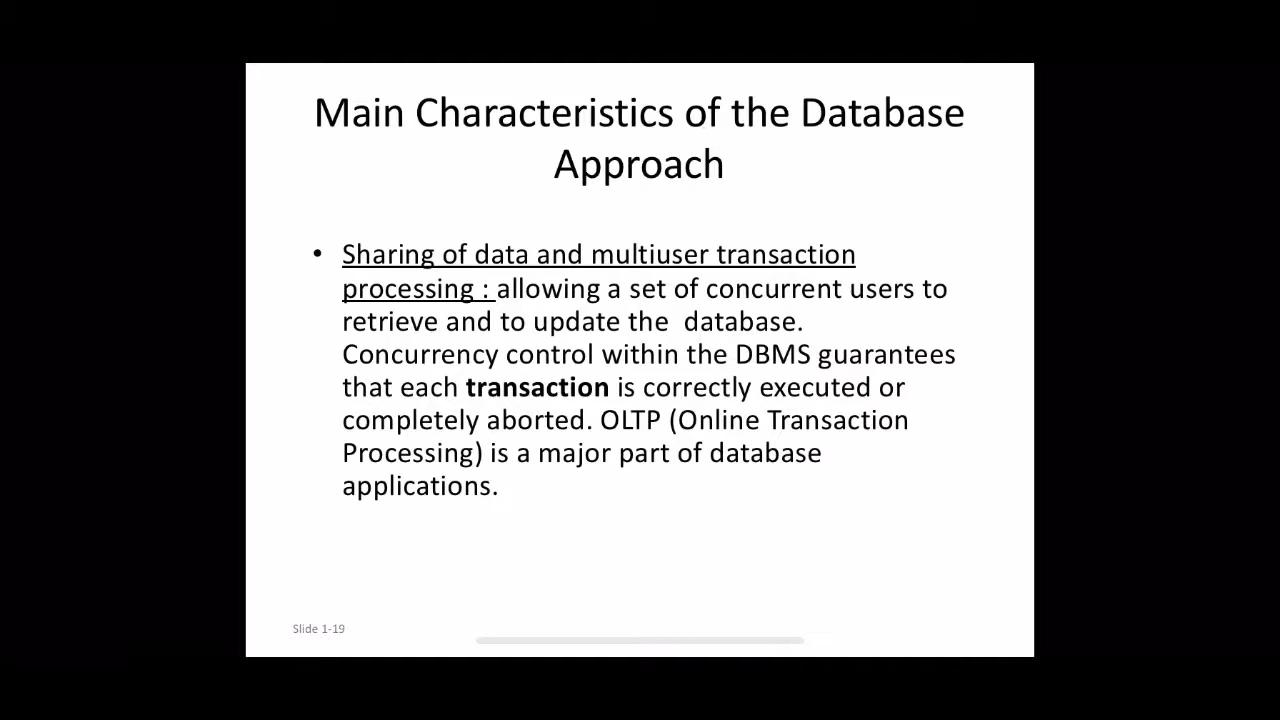 Main Characteristics of the Database
Approach
• Sharing of data and multiuser transaction
processing : allowing a set of concurrent users to
retrieve and to update the  database.
Concurrency control within the DBMS guarantees
that each transaction is correctly executed or
completely aborted. OLTP (Online Transaction
Processing) is a major part of database
applications.
Slide 1-19